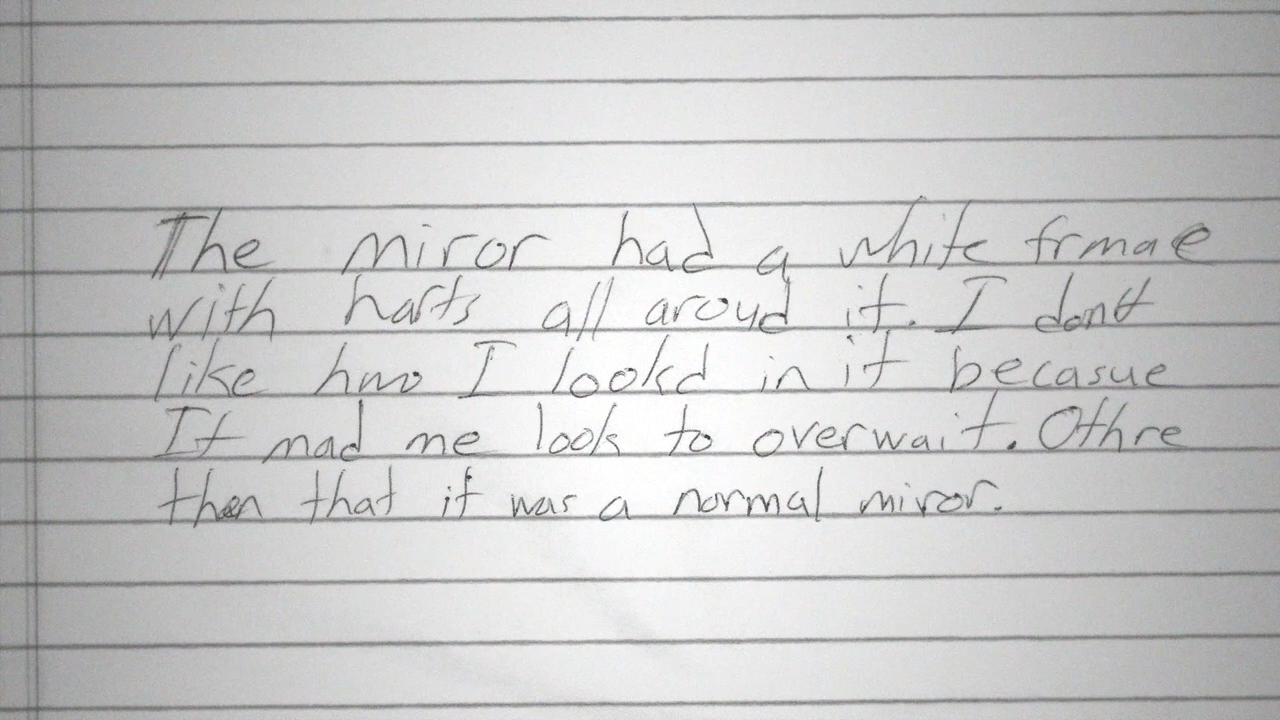 The miror had a white frmae
with harts all aroud it. I dont
like hwo I lookd in it becasue
It mad me look to overwait. Othre
then that it was a normal miror.